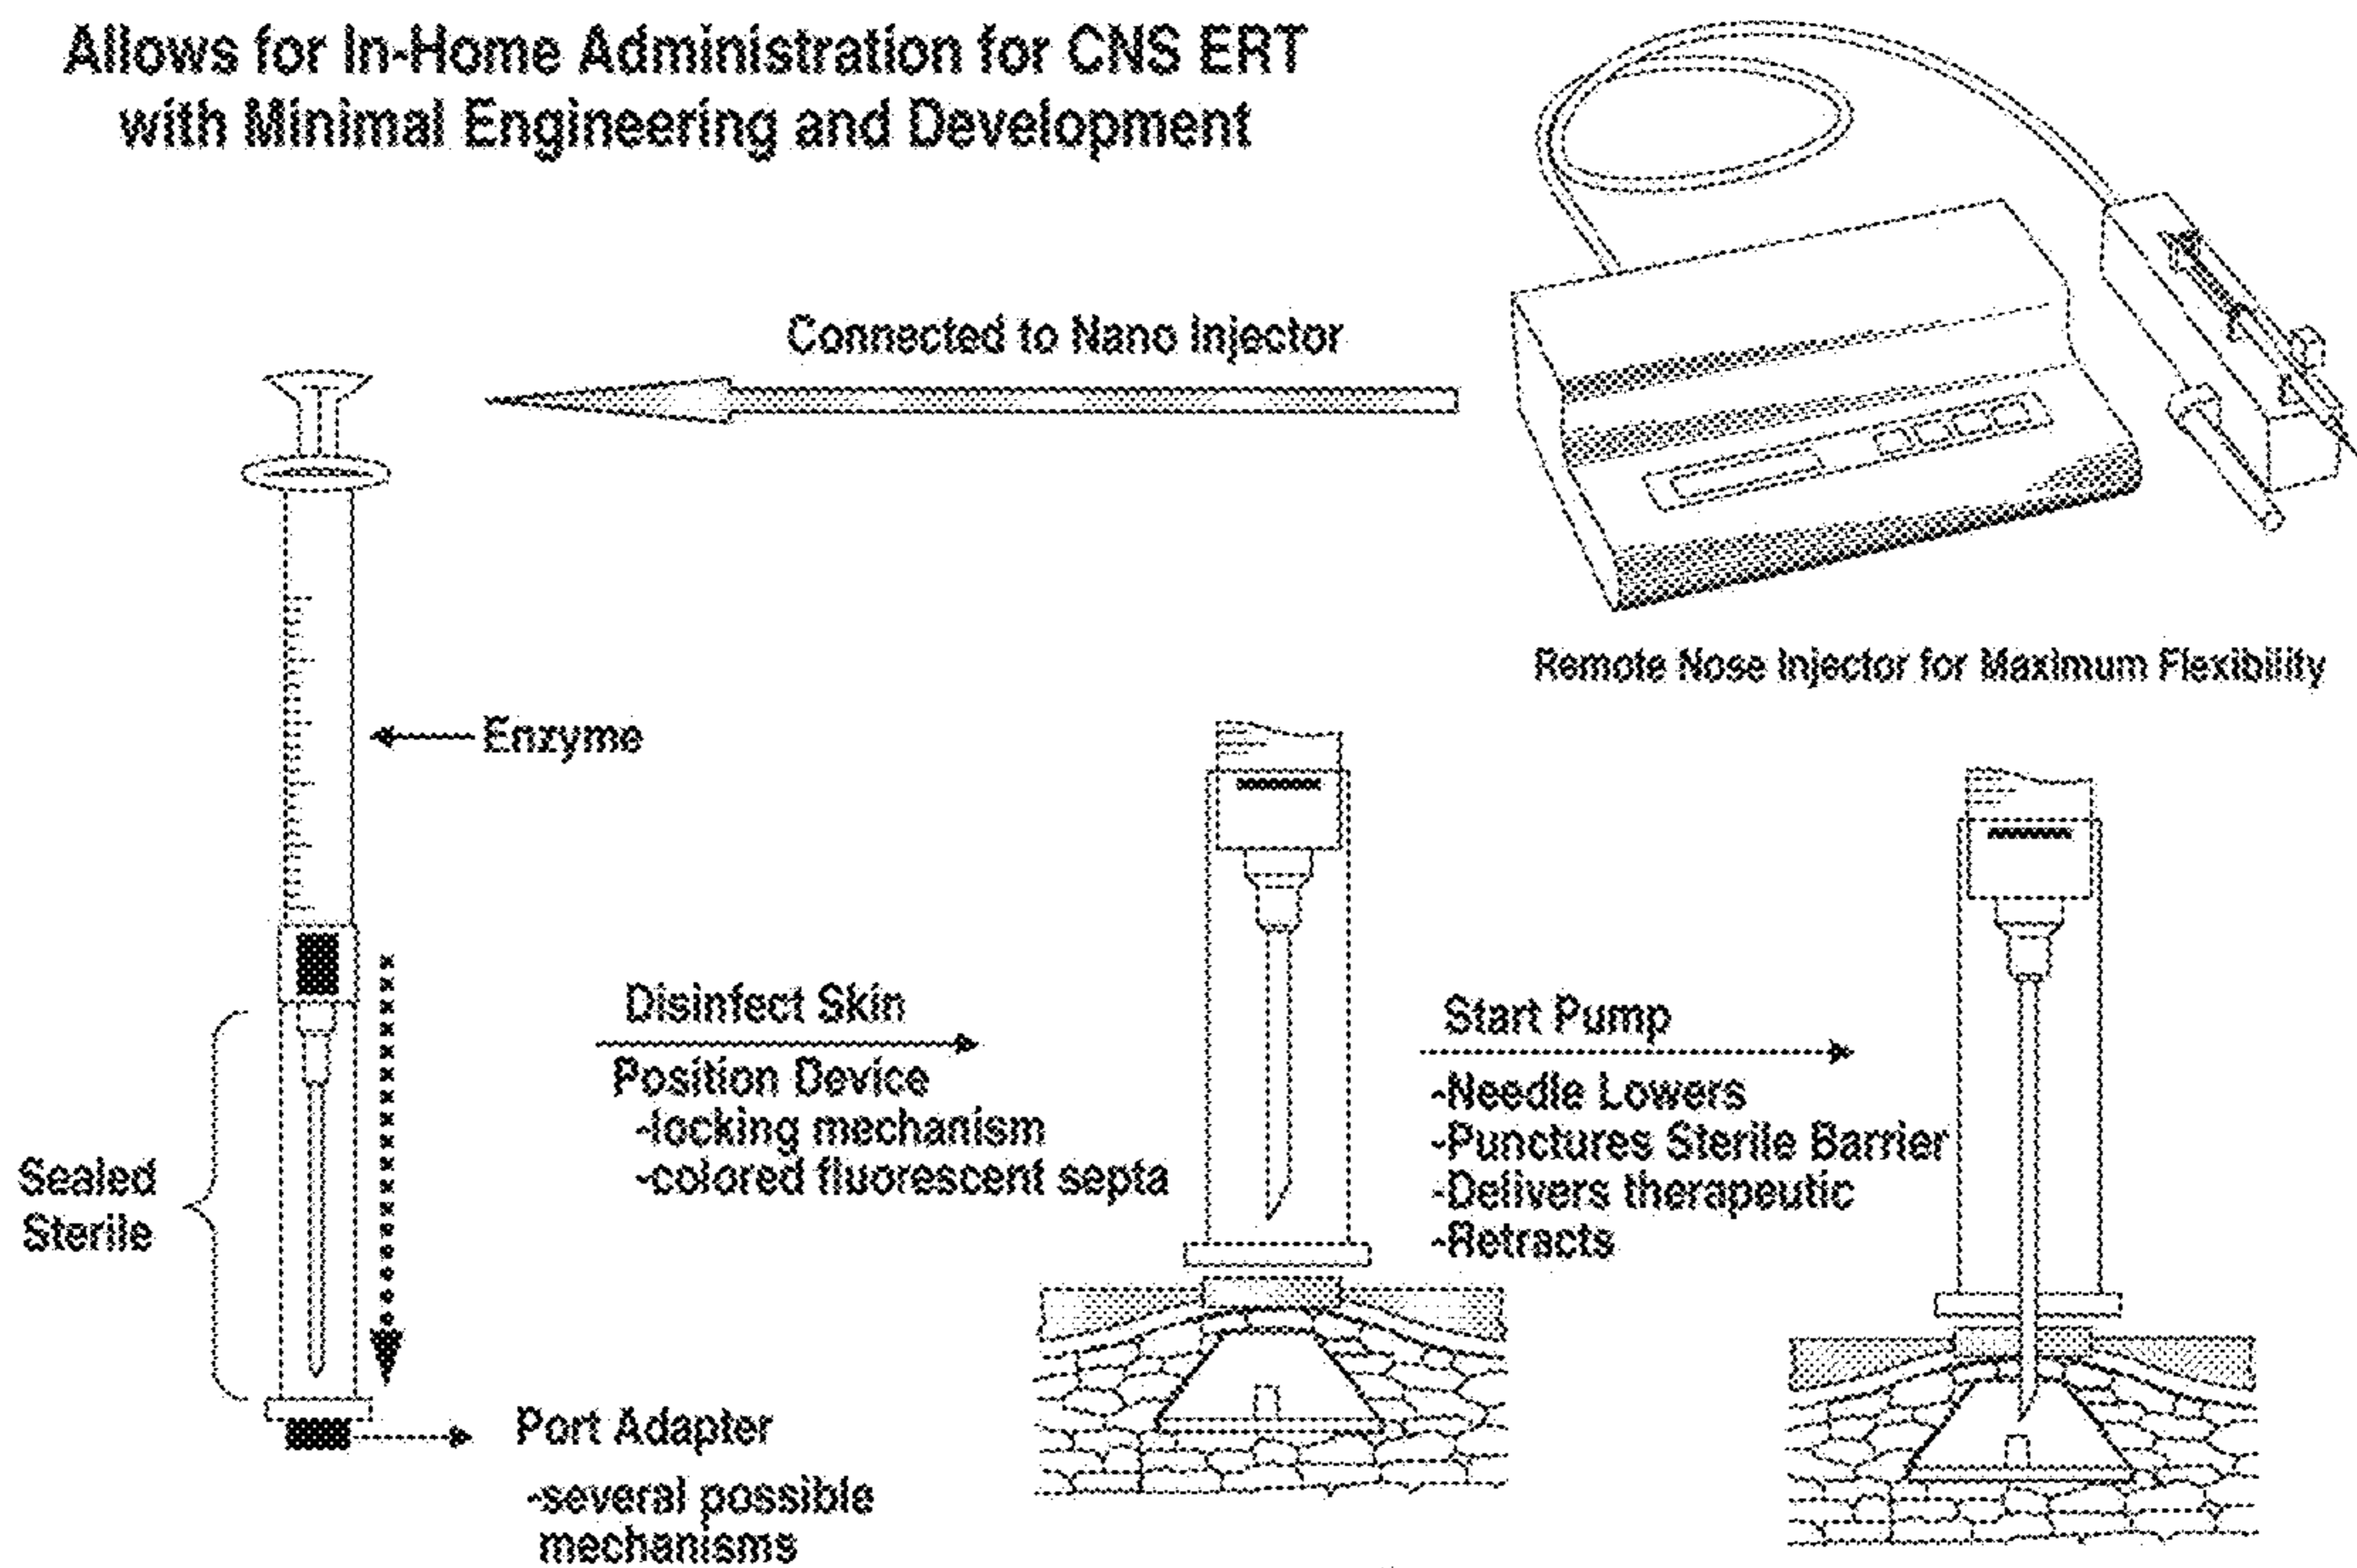 Allows for In-Home Administration for CNS ERT
with Minimal Engineering and Development
Connected to Nano Injector
Remote Nose Injector for Maximum Flexibility
Enzyme
Sealed
Sterile
Port Adapter
-several possible
mechanisms
Disinfect Skin
Position Device
-locking mechanism
-colored fluorescent septa
Start Pump
-Needle Lowers
-Punctures Sterile Barrier
-Delivers therapeutic
-Retracts